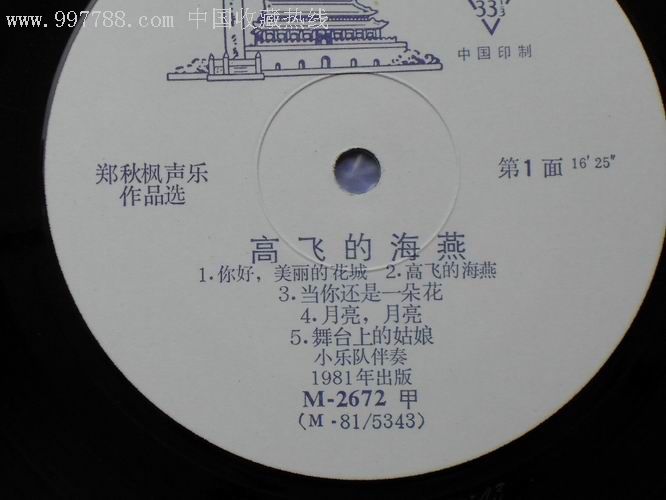 www.997788.com 中国收藏热线
33⅓
中国印制
郑秋枫声乐
作品选
第1面 16′25″
高飞的海燕
1.你好，美丽的花城 2.高飞的海燕
3.当你还是一朵花
4.月亮，月亮
5.舞台上的姑娘
小乐队伴奏
1981年出版
M-2672 甲
(M·81/5343)